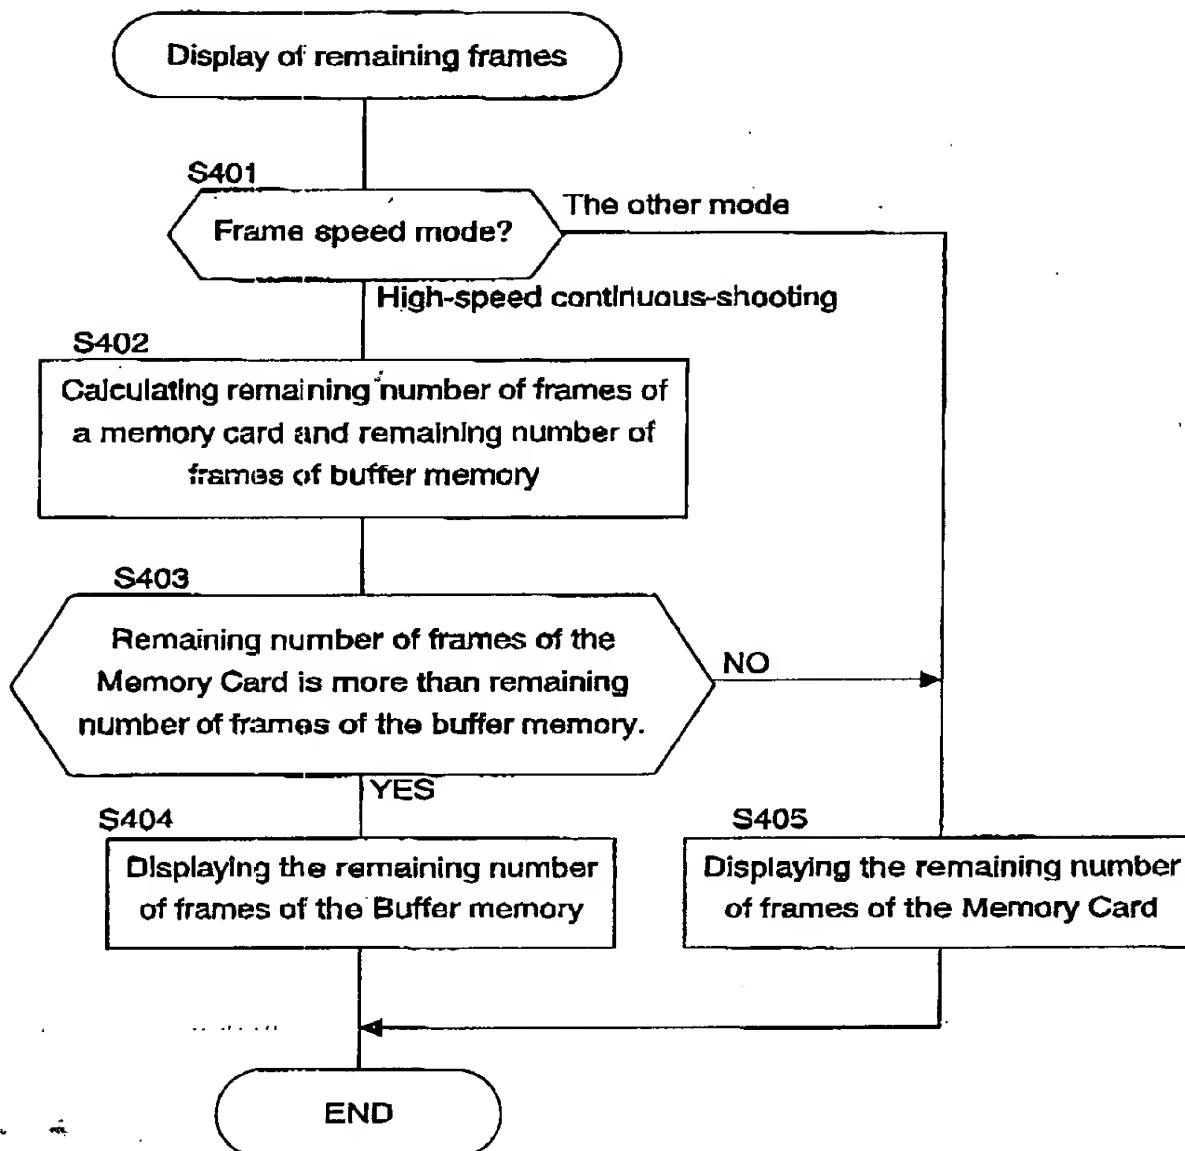 Display of remaining frames
S401
Frame speed mode?
The other mode
High-speed continuous-shooting
S402
Calculating remaining number of frames of
a memory card and remaining number of
frames of buffer memory
S403
Remaining number of frames of the
Memory Card is more than remaining
number of frames of the buffer memory.
NO
YES
S404
Displaying the remaining number
of frames of the Buffer memory
S405
Displaying the remaining number
of frames of the Memory Card
END